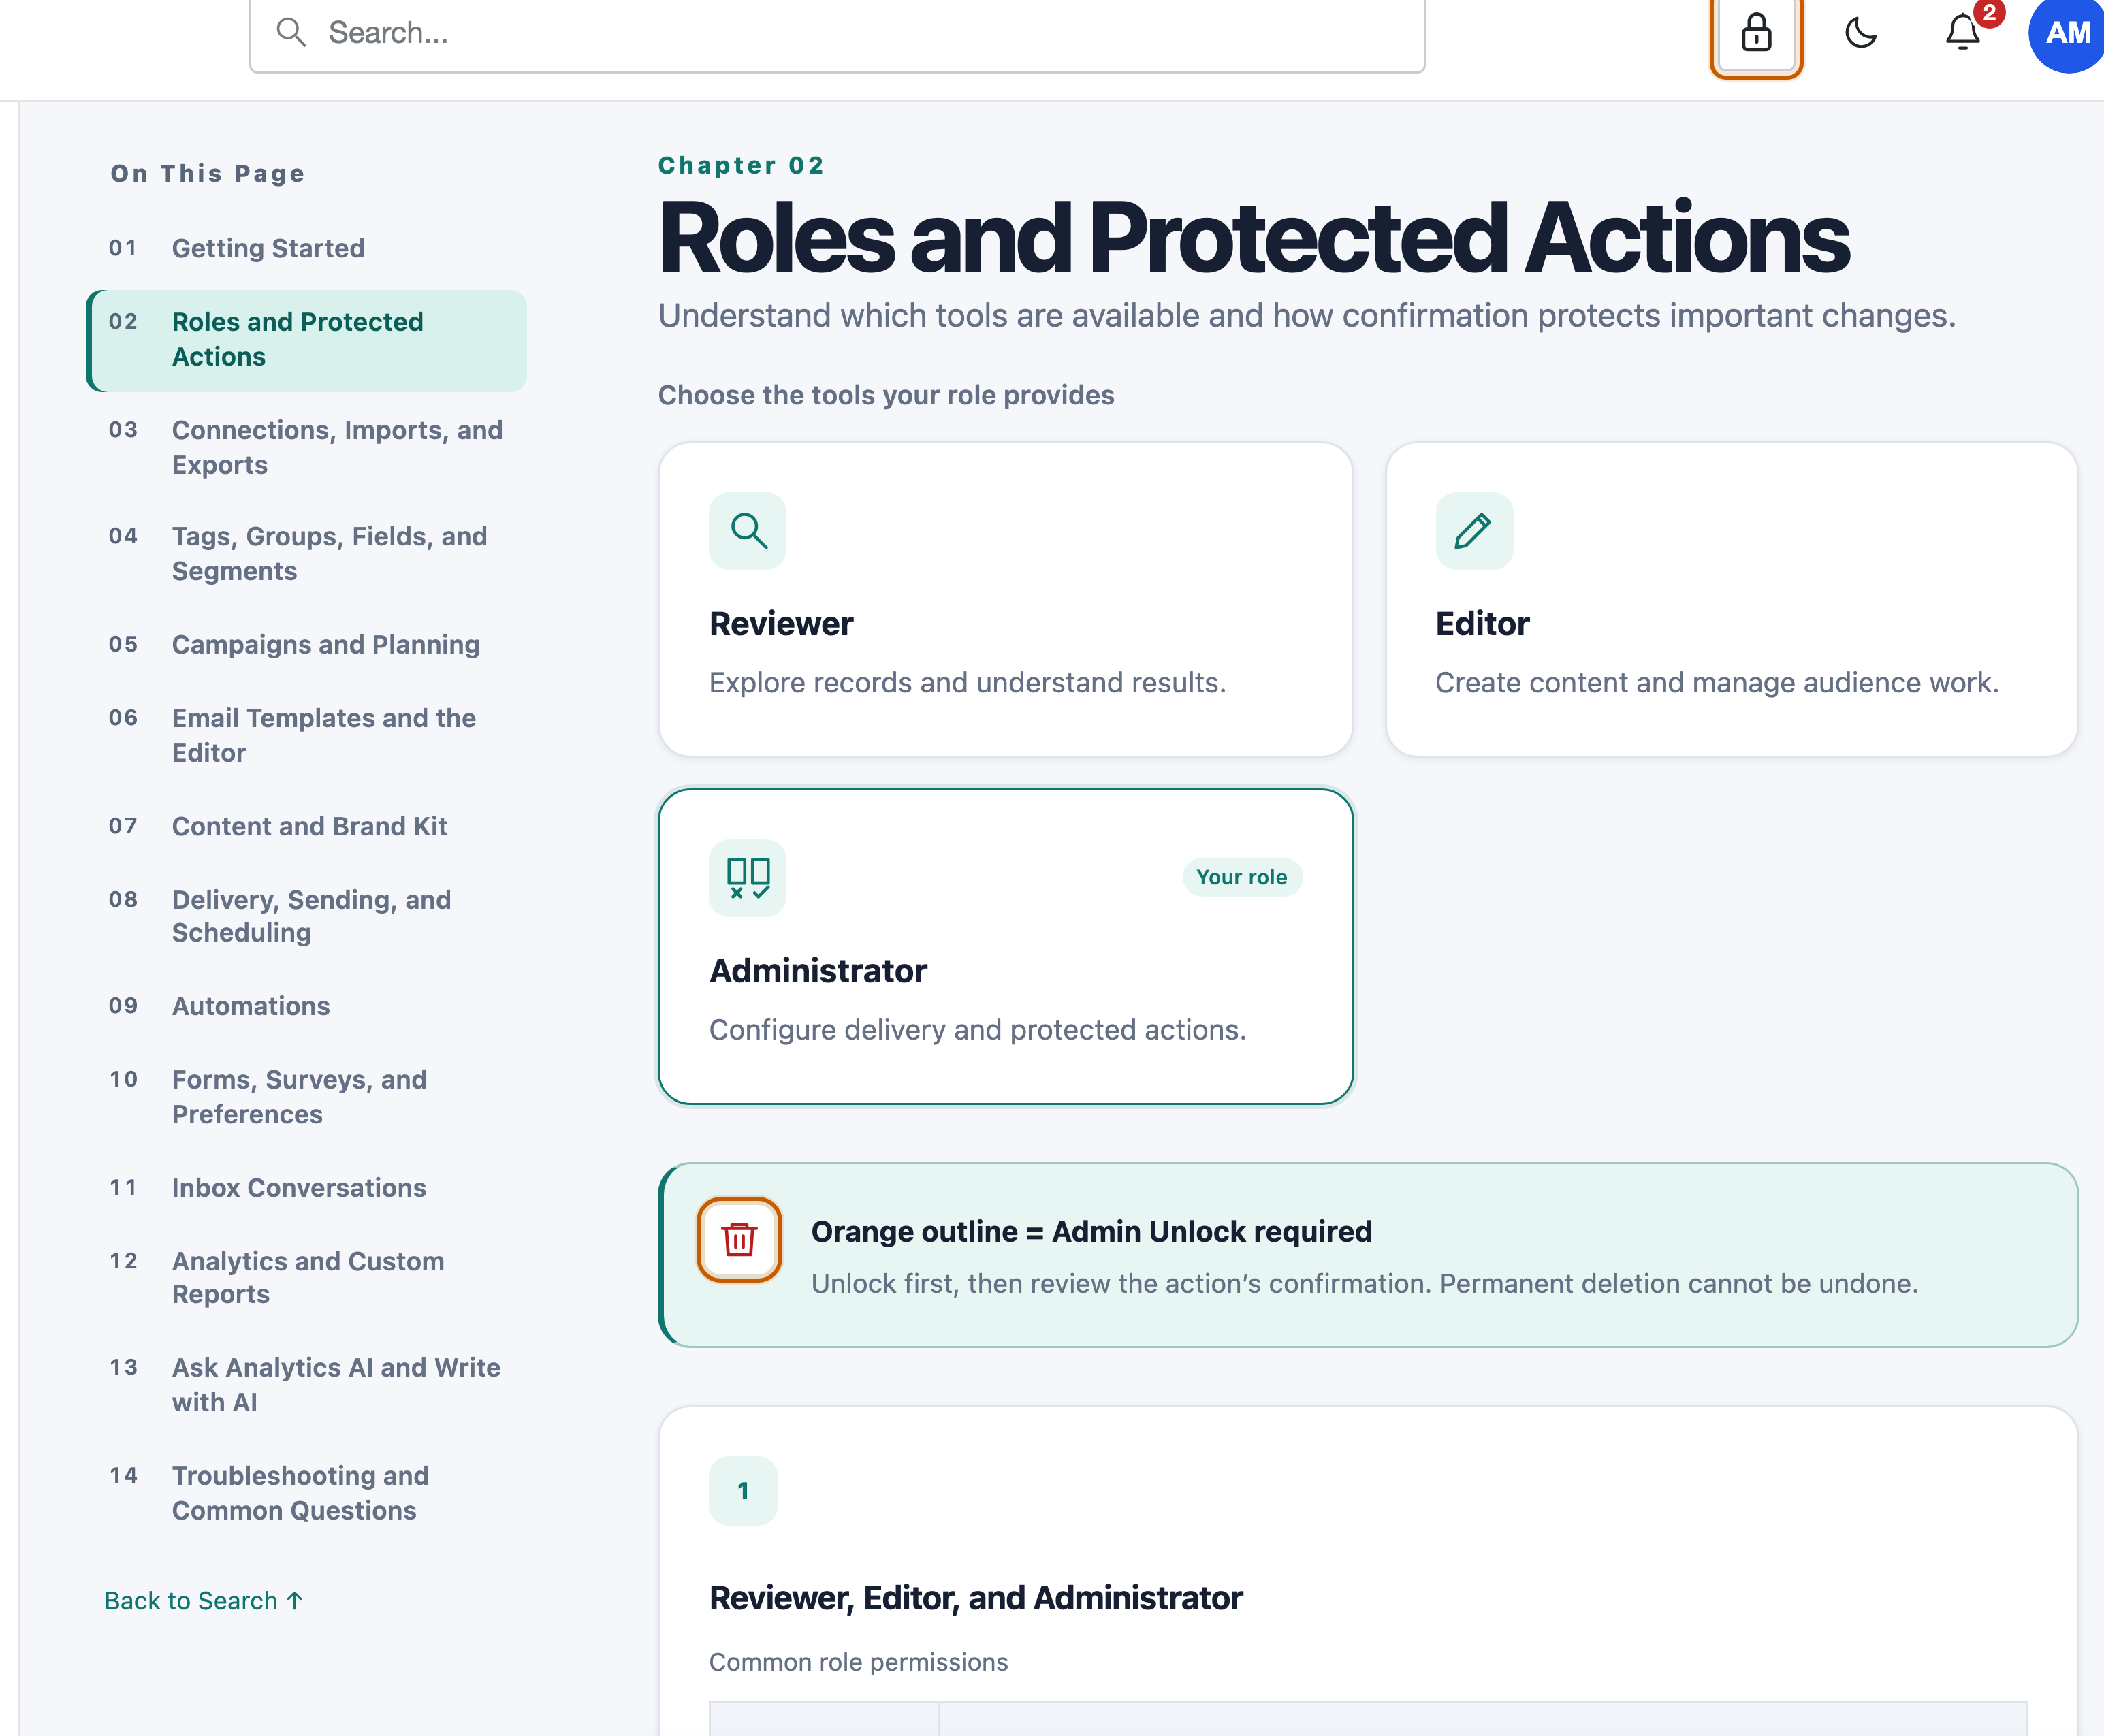 Search...
2
AM
On This Page
01 Getting Started
02 Roles and Protected
Actions
03 Connections, Imports, and
Exports
04 Tags, Groups, Fields, and
Segments
05 Campaigns and Planning
06 Email Templates and the
Editor
07 Content and Brand Kit
08 Delivery, Sending, and
Scheduling
09 Automations
10 Forms, Surveys, and
Preferences
11 Inbox Conversations
12 Analytics and Custom
Reports
13 Ask Analytics AI and Write
with AI
14 Troubleshooting and
Common Questions
Back to Search ↑
Chapter 02
Roles and Protected Actions
Understand which tools are available and how confirmation protects important changes.
Choose the tools your role provides
Reviewer
Explore records and understand results.
Editor
Create content and manage audience work.
Your role
Administrator
Configure delivery and protected actions.
Orange outline = Admin Unlock required
Unlock first, then review the action’s confirmation. Permanent deletion cannot be undone.
1
Reviewer, Editor, and Administrator
Common role permissions